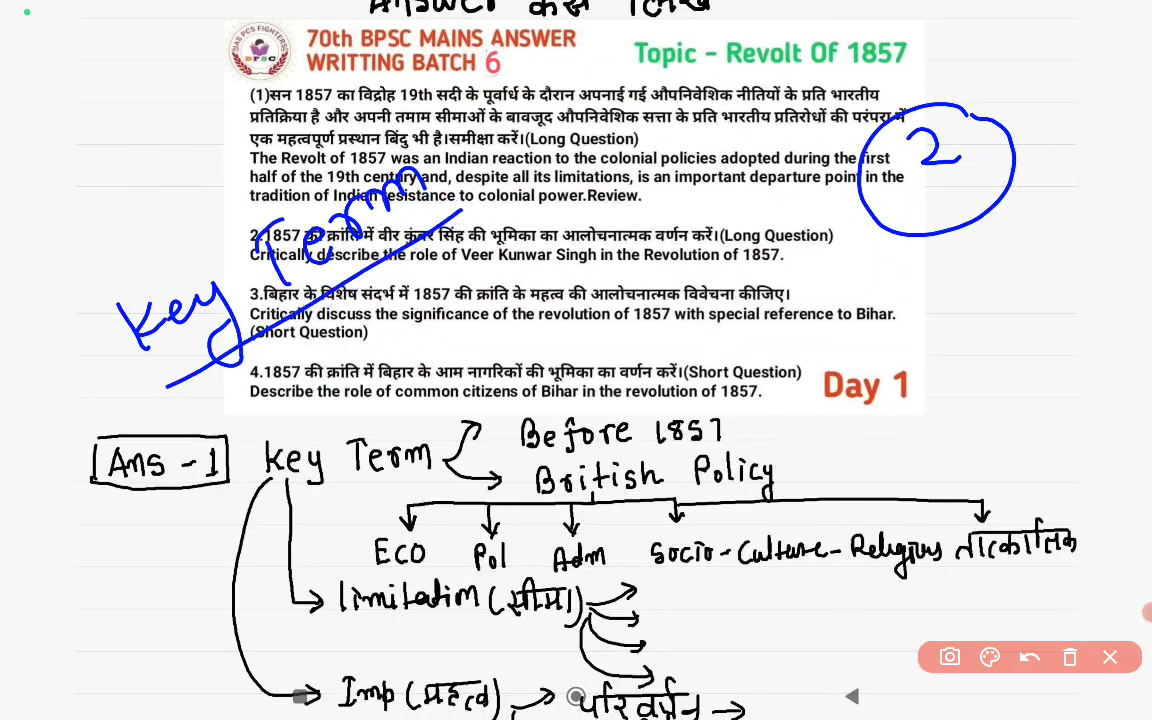 Answer कैसे लिखें
70th BPSC MAINS ANSWER
WRITTING BATCH 6
Topic - Revolt Of 1857
(1)सन 1857 का विद्रोह 19th सदी के पूर्वार्ध के दौरान अपनाई गई औपनिवेशिक नीतियों के प्रति भारतीय
प्रतिक्रिया है और अपनी तमाम सीमाओं के बावजूद औपनिवेशिक सत्ता के प्रति भारतीय प्रतिरोधों की परंपरा में
एक महत्वपूर्ण प्रस्थान बिंदु भी है।समीक्षा करें।(Long Question)
The Revolt of 1857 was an Indian reaction to the colonial policies adopted during the first
half of the 19th century and, despite all its limitations, is an important departure point in the
tradition of Indian resistance to colonial power.Review.
2
2.1857 की क्रांति में वीर कुंवर सिंह की भूमिका का आलोचनात्मक वर्णन करें।(Long Question)
Critically describe the role of Veer Kunwar Singh in the Revolution of 1857.
Key Term
3.बिहार के विशेष संदर्भ में 1857 की क्रांति के महत्व की आलोचनात्मक विवेचना कीजिए।
Critically discuss the significance of the revolution of 1857 with special reference to Bihar.
(Short Question)
4.1857 की क्रांति में बिहार के आम नागरिकों की भूमिका का वर्णन करें।(Short Question)
Describe the role of common citizens of Bihar in the revolution of 1857.
Day 1
Ans - 1 Key Term Before 1857
British Policy
ECO Pol Adm Socio - Culture - Religius तात्कालिक
limitation (सीमा)
Imp (महत्व)